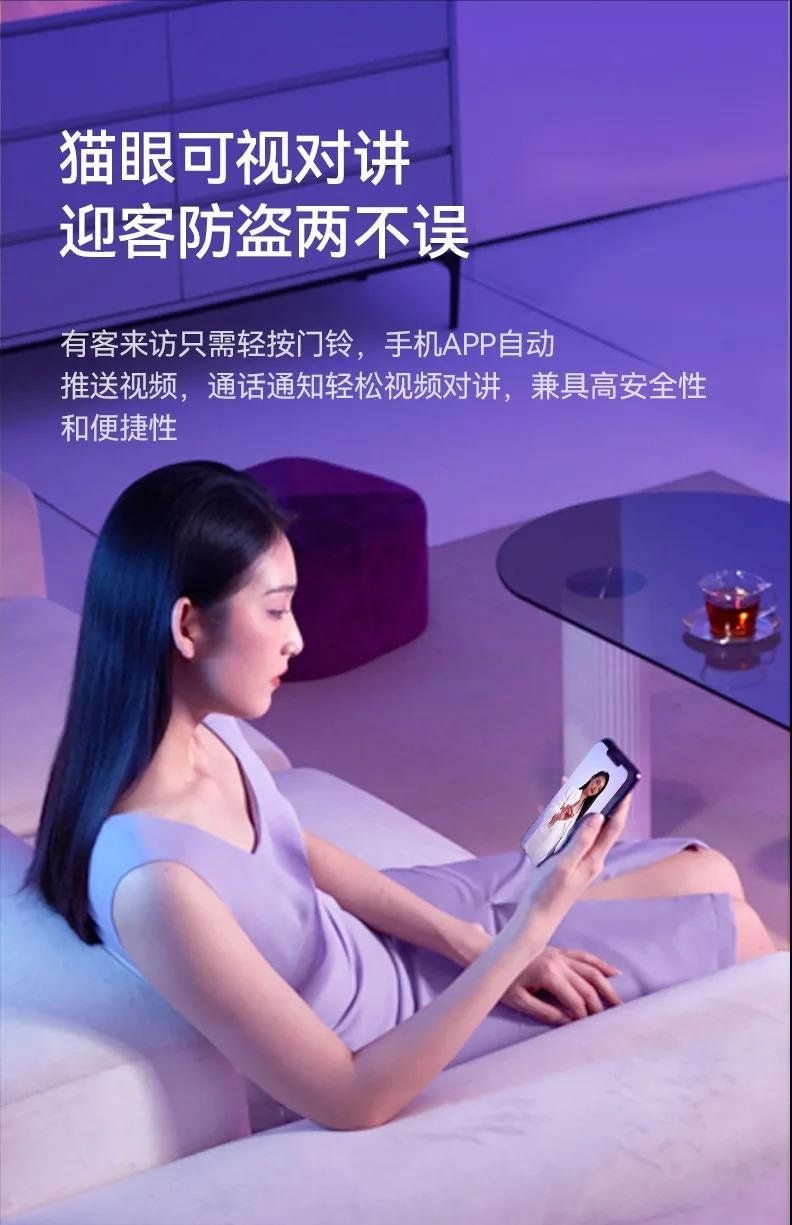 猫眼可视对讲
迎客防盗两不误
有客来访只需轻按门铃，手机APP自动
推送视频，通话通知轻松视频对讲，兼具高安全性
和便捷性